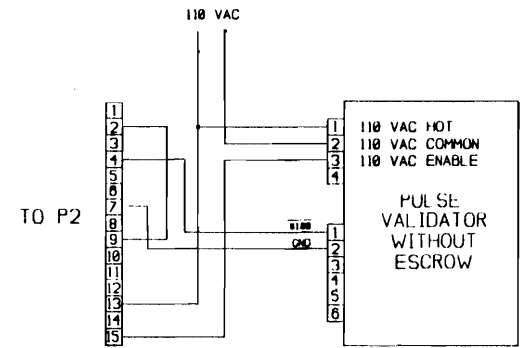 110 VAC
1
2
3
4
5
6
7
8
9
10
11
12
13
14
15
TO P2
1 110 VAC HOT
2 110 VAC COMMON
3 110 VAC ENABLE
4
PULSE
VALIDATOR
WITHOUT
ESCROW
1
GND 2
3
4
5
6